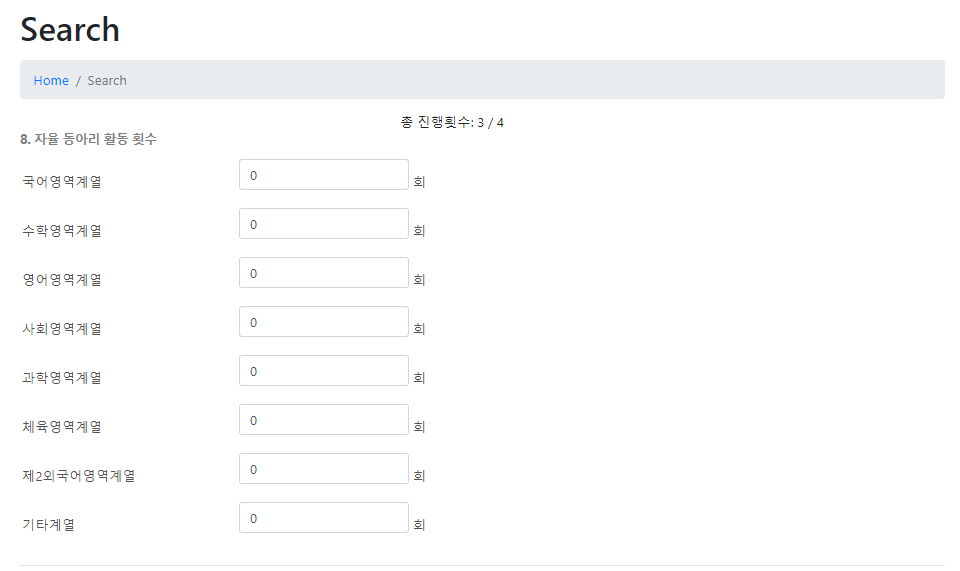 Search
Home / Search
총 진행횟수: 3 / 4
8. 자율 동아리 활동 횟수
국어영역계열 0 회
수학영역계열 0 회
영어영역계열 0 회
사회영역계열 0 회
과학영역계열 0 회
체육영역계열 0 회
제2외국어영역계열 0 회
기타계열 0 회